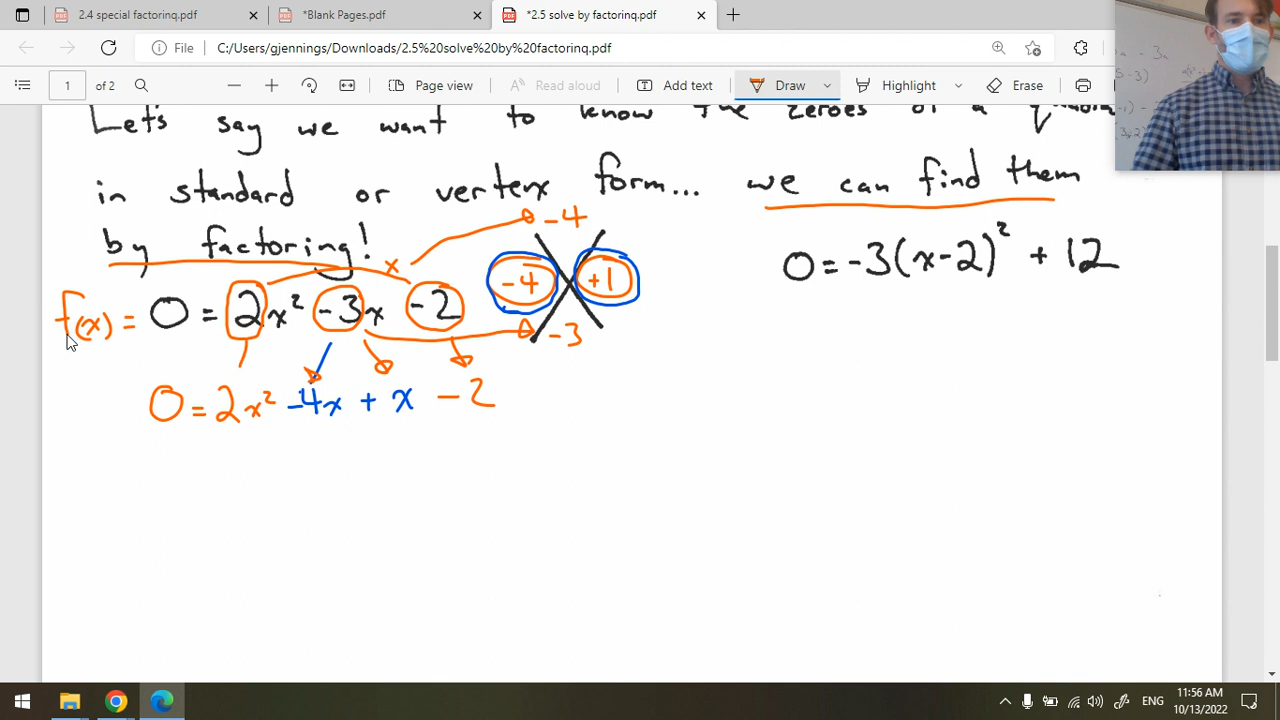 2.4 special factoring.pdf
*Blank Pages.pdf
*2.5 solve by factorinq.pdf
File C:/Users/gjennings/Downloads/2.5%20solve%20by%20factorinq.pdf
1 of 2
Page view
Read aloud
Add text
Draw
Highlight
Erase
Let's say we want to know the zeroes of a
in standard or vertex form... we can find them
by factoring!
-4
-4 +1
-3
x
f(x) = 0 = 2x² -3x -2
0 = 2x² -4x + x -2
0 = -3(x-2)² + 12
ENG
11:56 AM
10/13/2022